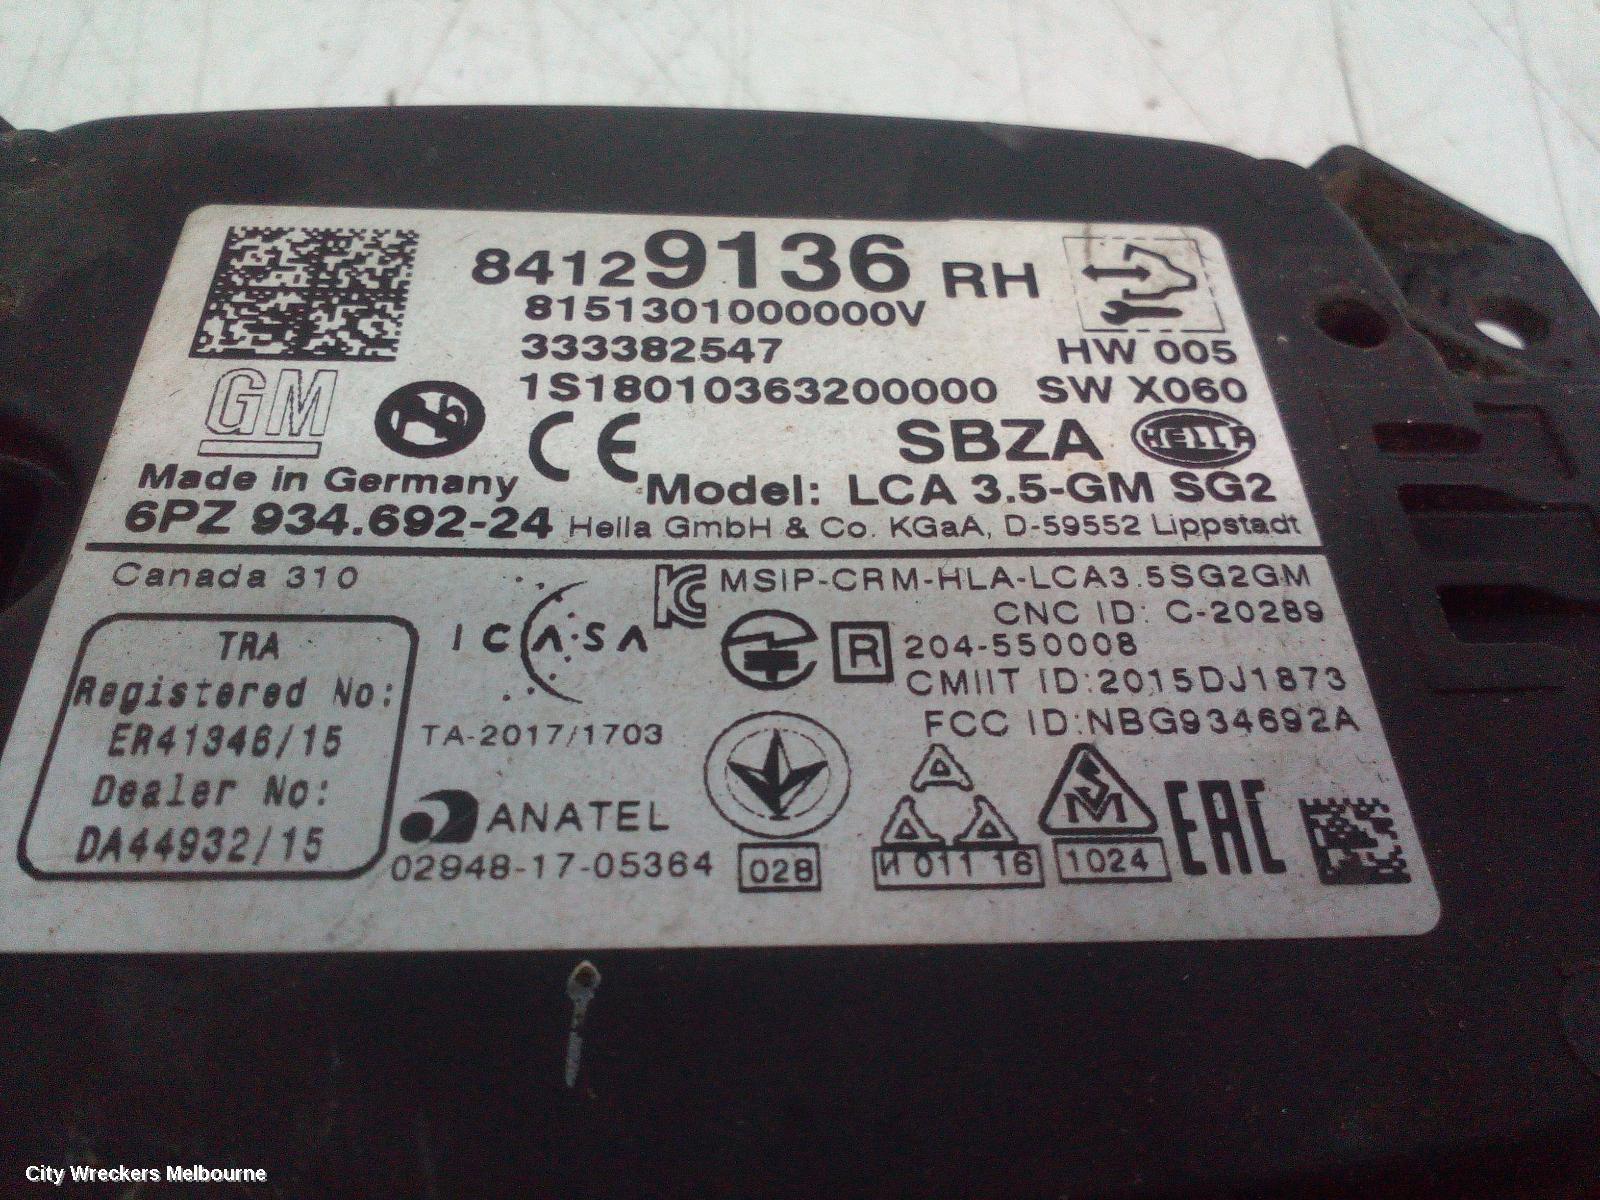 84129136 RH
8151301000000V
333382547
HW 005
1S18010363200000 SW X060
GM
CE
SBZA HELLA
Made in Germany
Model: LCA 3.5-GM SG2
6PZ 934.692-24 Hella GmbH & Co. KGaA, D-59552 Lippstadt
Canada 310
MSIP-CRM-HLA-LCA3.5SG2GM
CNC ID: C-20289
TRA
Registered No:
ER41346/15
Dealer No:
DA44932/15
ICASA
TA-2017/1703
R 204-550008
CMIIT ID:2015DJ1873
FCC ID:NBG934692A
ANATEL
02948-17-05364
028
И 011 16
SM
1024
EAC
City Wreckers Melbourne